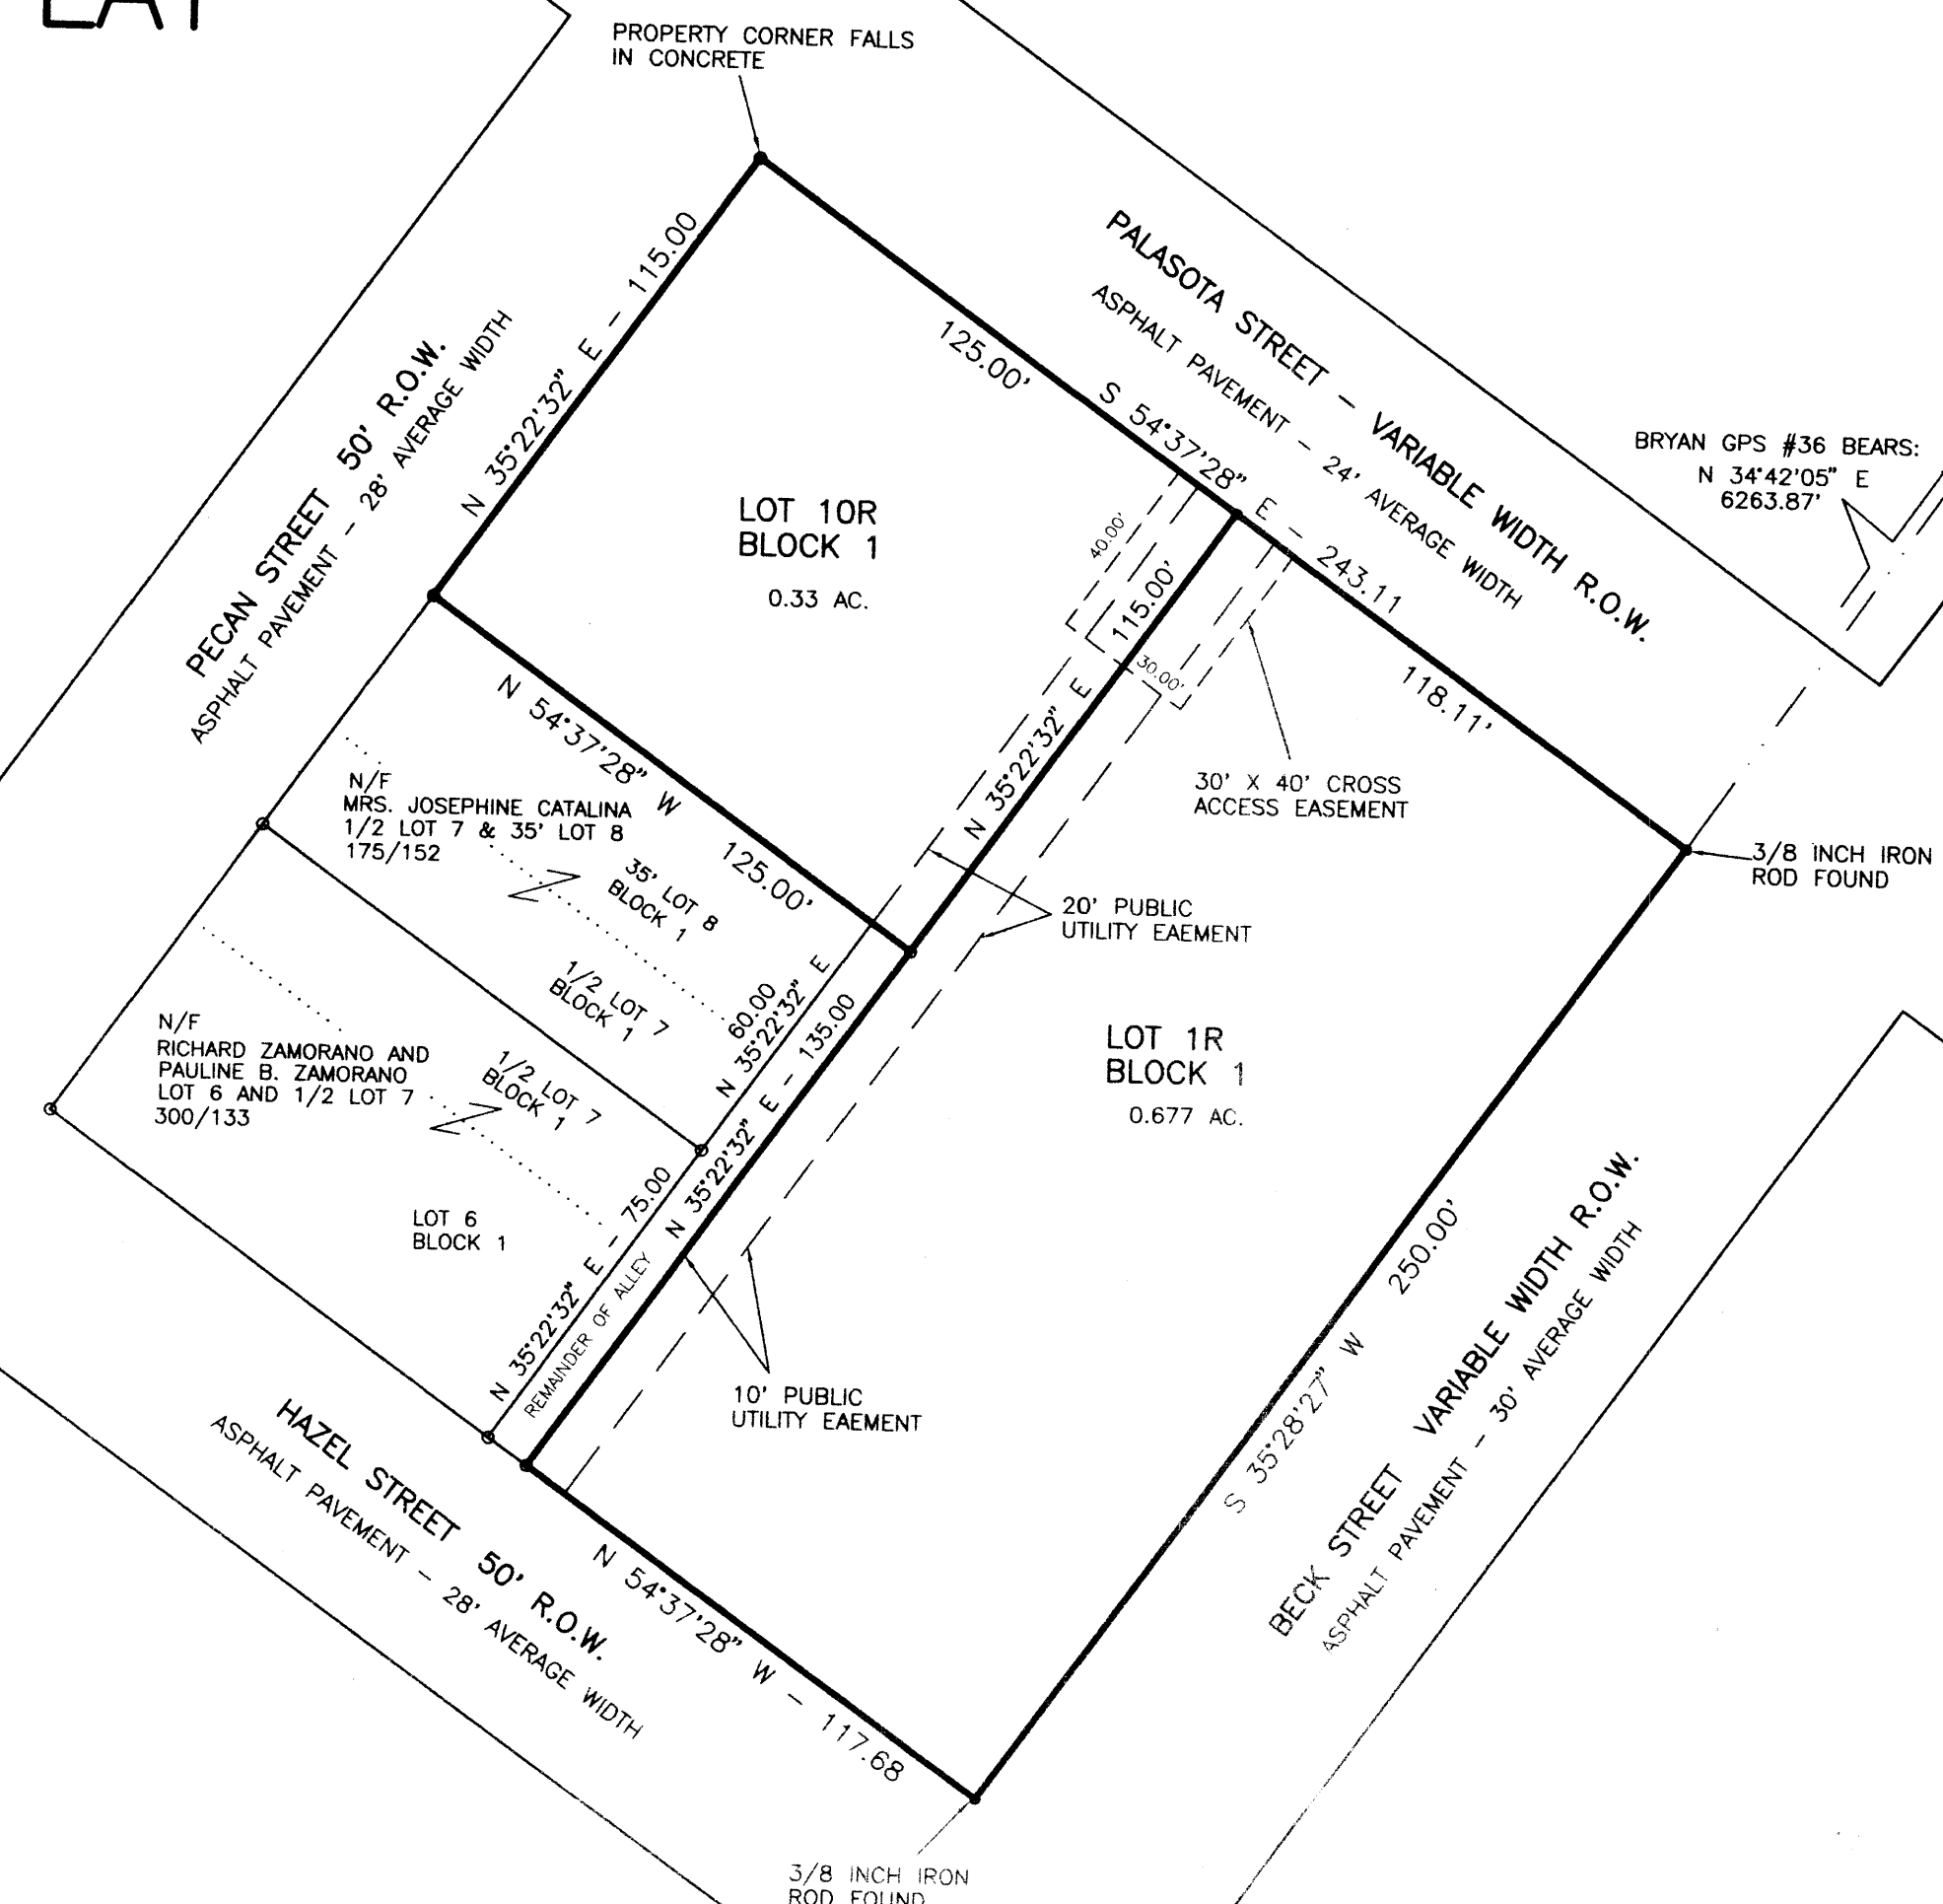 PROPERTY CORNER FALLS
IN CONCRETE
N 35°22'32" E – 115.00
125.00'
S 54°37'28" E – 243.11
118.11'
PALASOTA STREET – VARIABLE WIDTH R.O.W.
ASPHALT PAVEMENT – 24' AVERAGE WIDTH
BRYAN GPS #36 BEARS:
N 34°42'05" E
6263.87'
PECAN STREET 50' R.O.W.
ASPHALT PAVEMENT – 28' AVERAGE WIDTH
LOT 10R
BLOCK 1
0.33 AC.
40.00'
115.00'
30.00'
N 35°22'32" E
30' X 40' CROSS
ACCESS EASEMENT
N 54°37'28" W
125.00'
N/F
MRS. JOSEPHINE CATALINA
1/2 LOT 7 & 35' LOT 8
175/152
35' LOT 8
BLOCK 1
1/2 LOT 7
BLOCK 1
3/8 INCH IRON
ROD FOUND
20' PUBLIC
UTILITY EAEMENT
60.00
N 35°22'32" E
N 35°22'32" E – 135.00
N/F
RICHARD ZAMORANO AND
PAULINE B. ZAMORANO
LOT 6 AND 1/2 LOT 7
300/133
1/2 LOT 7
BLOCK 1
LOT 6
BLOCK 1
N 35°22'32" E – 75.00
REMAINDER OF ALLEY
LOT 1R
BLOCK 1
0.677 AC.
10' PUBLIC
UTILITY EAEMENT
S 35°28'27" W 250.00'
BECK STREET VARIABLE WIDTH R.O.W.
ASPHALT PAVEMENT – 30' AVERAGE WIDTH
HAZEL STREET 50' R.O.W.
ASPHALT PAVEMENT – 28' AVERAGE WIDTH
N 54°37'28" W – 117.68
3/8 INCH IRON
ROD FOUND